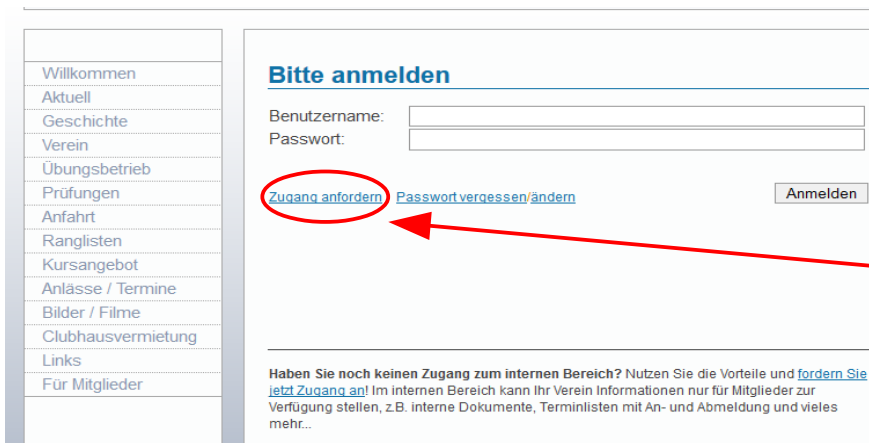 Willkommen
Aktuell
Geschichte
Verein
Übungsbetrieb
Prüfungen
Anfahrt
Ranglisten
Kursangebot
Anlässe / Termine
Bilder / Filme
Clubhausvermietung
Links
Für Mitglieder
Bitte anmelden
Benutzername:
Passwort:
Zugang anfordern Passwort vergessen/ändern Anmelden
Haben Sie noch keinen Zugang zum internen Bereich? Nutzen Sie die Vorteile und fordern Sie
jetzt Zugang an! Im internen Bereich kann Ihr Verein Informationen nur für Mitglieder zur
Verfügung stellen, z.B. interne Dokumente, Terminlisten mit An- und Abmeldung und vieles
mehr...